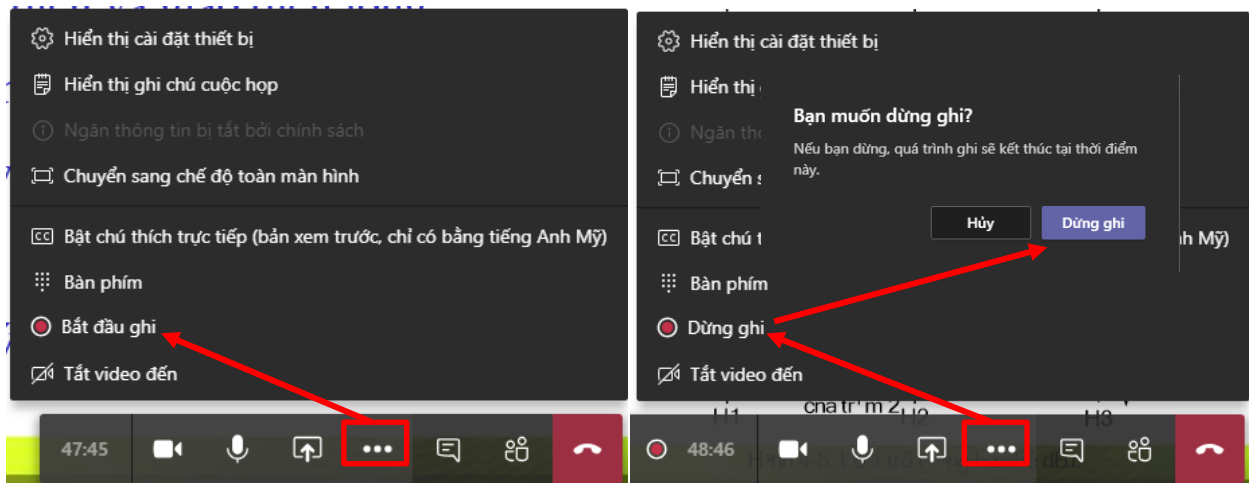 Hiển thị cài đặt thiết bị
Hiển thị ghi chú cuộc họp
Ngăn thông tin bị tắt bởi chính sách
Chuyển sang chế độ toàn màn hình
CC Bật chú thích trực tiếp (bản xem trước, chỉ có bằng tiếng Anh Mỹ)
Bàn phím
Bắt đầu ghi
Tắt video đến
47:45
Hiển thị cài đặt thiết bị
Hiển thị
Ngăn
Bạn muốn dừng ghi?
Nếu bạn dừng, quá trình ghi sẽ kết thúc tại thời điểm
này.
Chuyển
Hủy
Dừng ghi
CC Bật chú
Anh Mỹ)
Bàn phím
Dừng ghi
Tắt video đến
H1
H2
H3
48:46